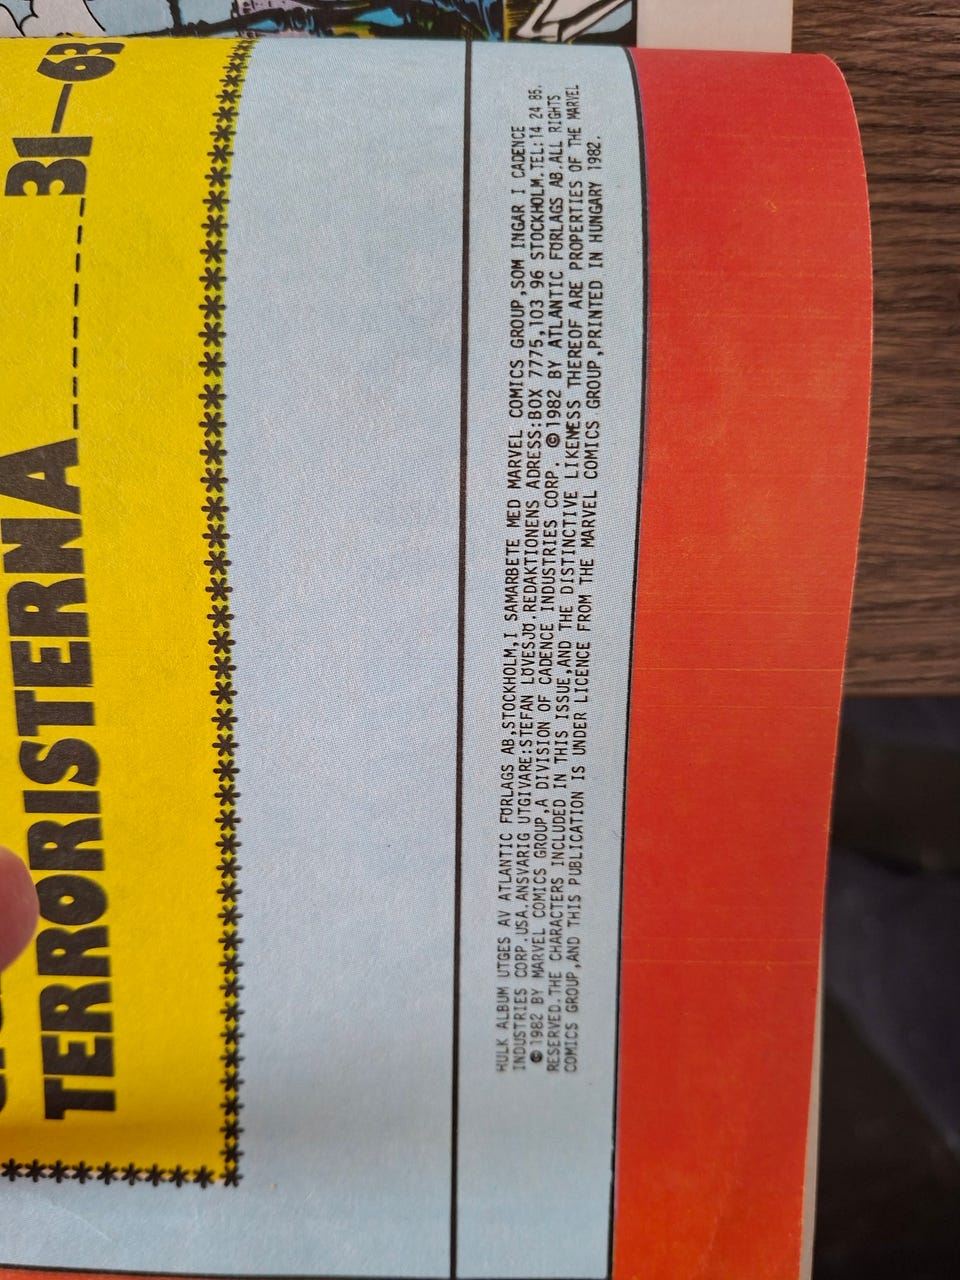 TERRORISTERNA------31-63
HULK ALBUM UTGES AV ATLANTIC FÖRLAGS AB,STOCKHOLM,I SAMARBETE MED MARVEL COMICS GROUP,SOM INGAR I CADENCE
INDUSTRIES CORP.USA.ANSVARIG UTGIVARE:STEFAN LÖVESJÖ.REDAKTIONENS ADRESS:BOX 7775,103 96 STOCKHOLM.TEL:14 24 85.
©1982 BY MARVEL COMICS GROUP,A DIVISION OF CADENCE INDUSTRIES CORP. ©1982 BY ATLANTIC FÖRLAGS AB.ALL RIGHTS
RESERVED.THE CHARACTERS INCLUDED IN THIS ISSUE,AND THE DISTINCTIVE LIKENESS THEREOF ARE PROPERTIES OF THE MARVEL
COMICS GROUP,AND THIS PUBLICATION IS UNDER LICENCE FROM THE MARVEL COMICS GROUP,PRINTED IN HUNGARY 1982.